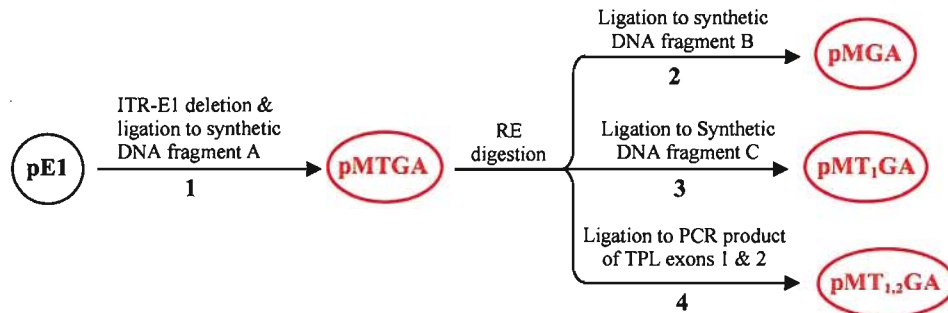 Ligation to synthetic
DNA fragment B
2
pMGA
ITR-E1 deletion &
ligation to synthetic
DNA fragment A
pE1
1
pMTGA
RE
digestion
Ligation to Synthetic
DNA fragment C
3
pMT₁GA
Ligation to PCR product
of TPL exons 1 & 2
4
pMT₁,₂GA